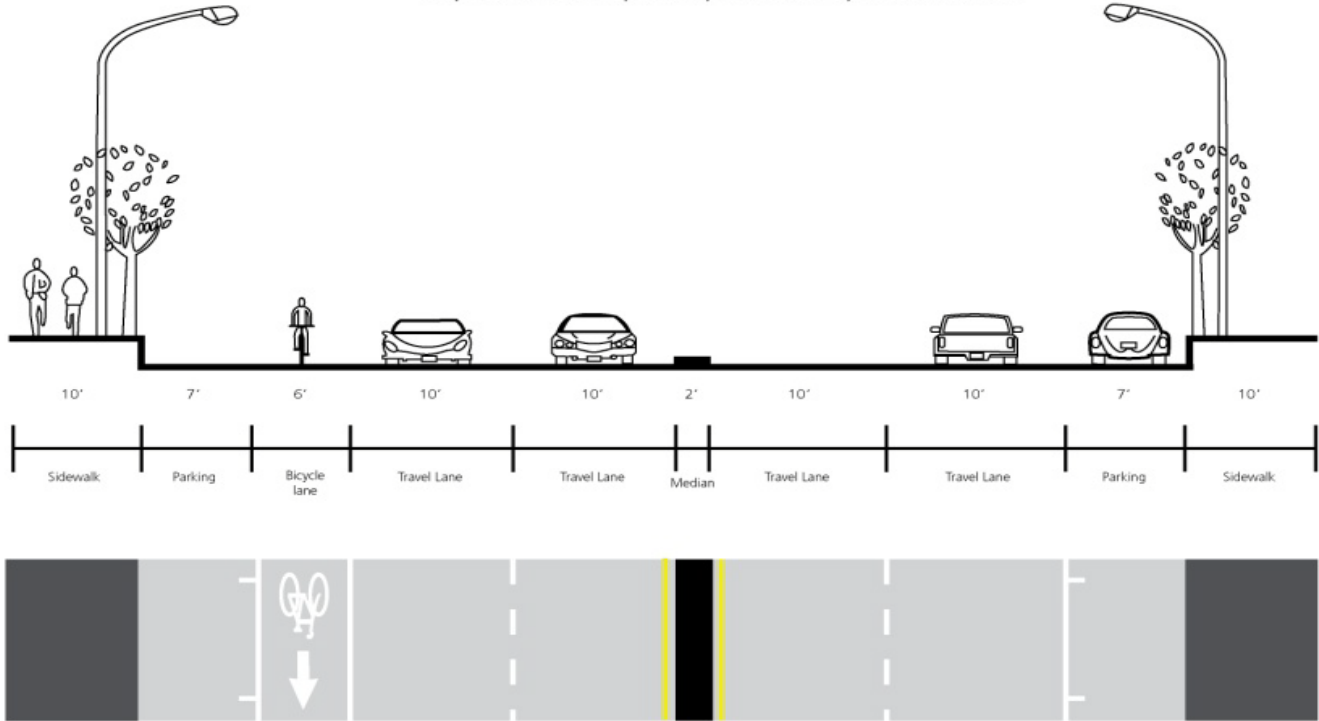 10′ 7′ 6′ 10′ 10′ 2′ 10′ 10′ 7′ 10′
Sidewalk Parking Bicycle lane Travel Lane Travel Lane Median Travel Lane Travel Lane Parking Sidewalk